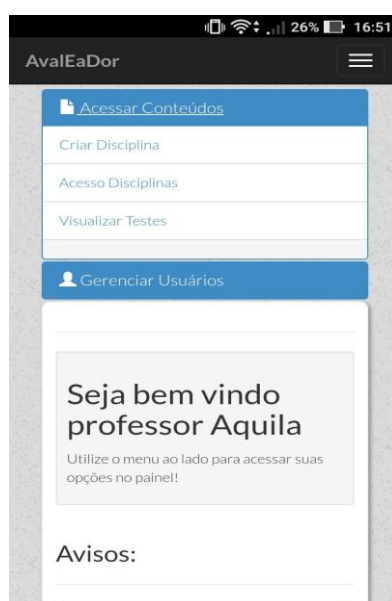 26% 16:51
AvalEaDor
Acessar Conteúdos
Criar Disciplina
Acesso Disciplinas
Visualizar Testes
Gerenciar Usuários
Seja bem vindo
professor Aquila
Utilize o menu ao lado para acessar suas
opções no painel!
Avisos: